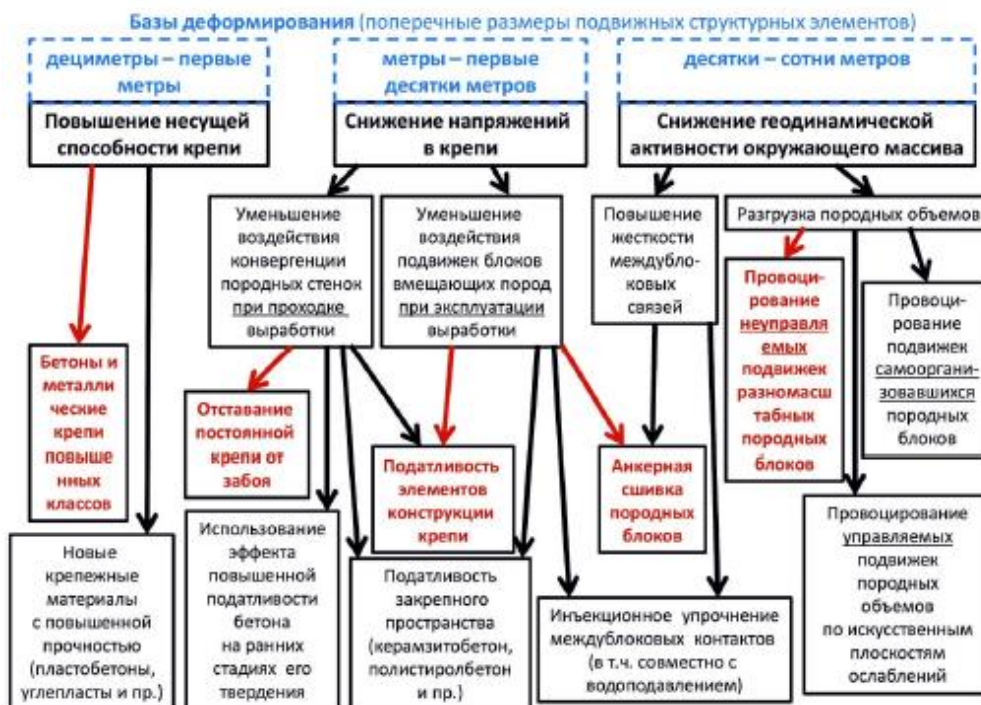 Базы деформирования (поперечные размеры подвижных структурных элементов)
дециметры – первые
метры
метры – первые
десятки метров
десятки – сотни метров
Повышение несущей
способности крепи
Снижение напряжений
в крепи
Снижение геодинамической
активности окружающего массива
Уменьшение
воздействия
конвергенции
породных стенок
при проходке
выработки
Уменьшение
воздействия
подвижек блоков
вмещающих пород
при эксплуатации
выработки
Повышение
жесткости
междубло-
ковых
связей
Разгрузка породных объемов
Провоци-
рование
неуправля
емых
подвижек
разномасш
табных
породных
блоков
Провоци-
рование
подвижек
самооргани-
зовавшихся
породных
блоков
Бетоны и
металли
ческие
крепи
повыше
нных
классов
Отставание
постоянной
крепи от
забоя
Податливость
элементов
конструкции
крепи
Анкерная
сшивка
породных
блоков
Новые
крепежные
материалы
с повышенной
прочностью
(пластобетоны,
углепласты и пр.)
Использование
эффекта
повышенной
податливости
бетона
на ранних
стадиях его
твердения
Податливость
закрепного
пространства
(керамзитобетон,
полистиролбетон
и пр.)
Инъекционное упрочнение
междублоковых контактов
(в т.ч. совместно с
водоподавлением)
Провоцирование
управляемых
подвижек
породных
объемов
по искусственным
плоскостям
ослаблений